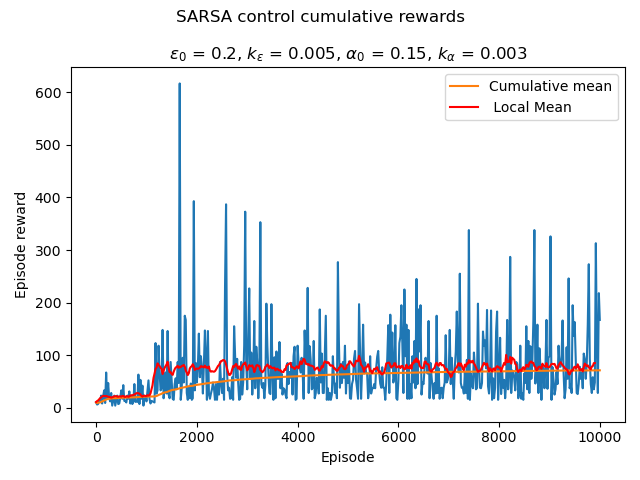 SARSA control cumulative rewards
ε₀ = 0.2, kε = 0.005, α₀ = 0.15, kα = 0.003
Cumulative mean
Local Mean
Episode reward
600
500
400
300
200
100
0
0 2000 4000 6000 8000 10000
Episode